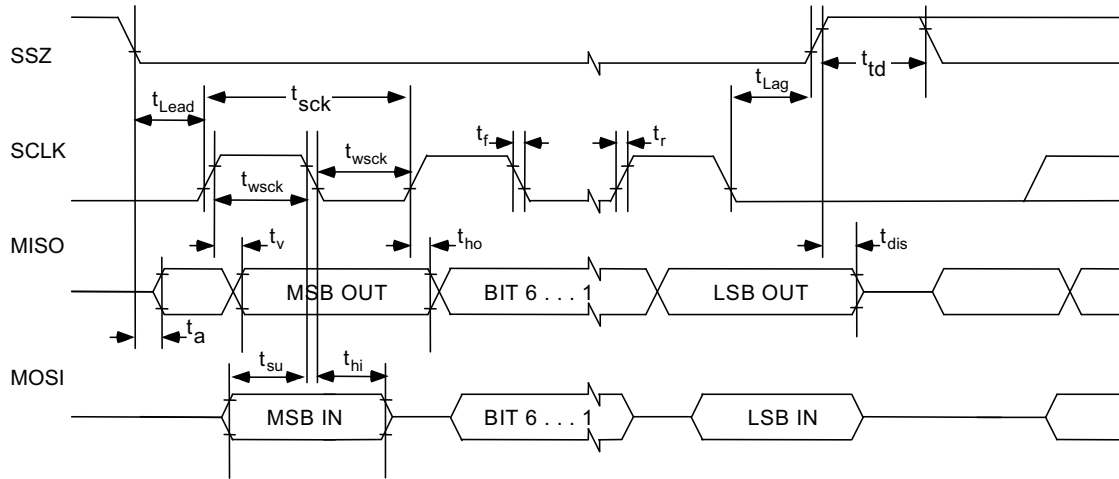 SSZ
t_td
t_Lag
t_Lead
t_sck
SCLK
t_f
t_r
t_wsck
t_wsck
MISO
t_v
t_ho
t_dis
MSB OUT
BIT 6 . . . 1
LSB OUT
t_a
MOSI
t_su
t_hi
MSB IN
BIT 6 . . . 1
LSB IN